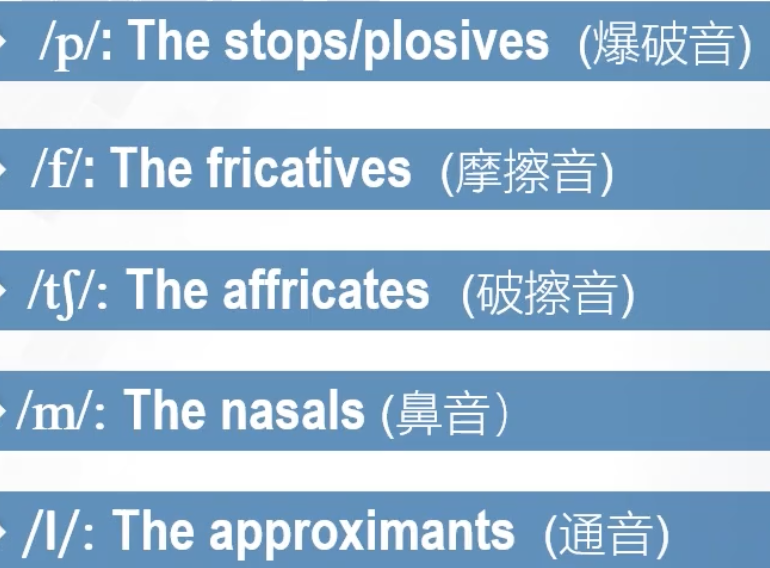 /p/: The stops/plosives (爆破音)
/f/: The fricatives (摩擦音)
/tʃ/: The affricates (破擦音)
/m/: The nasals (鼻音）
/l/: The approximants (通音)